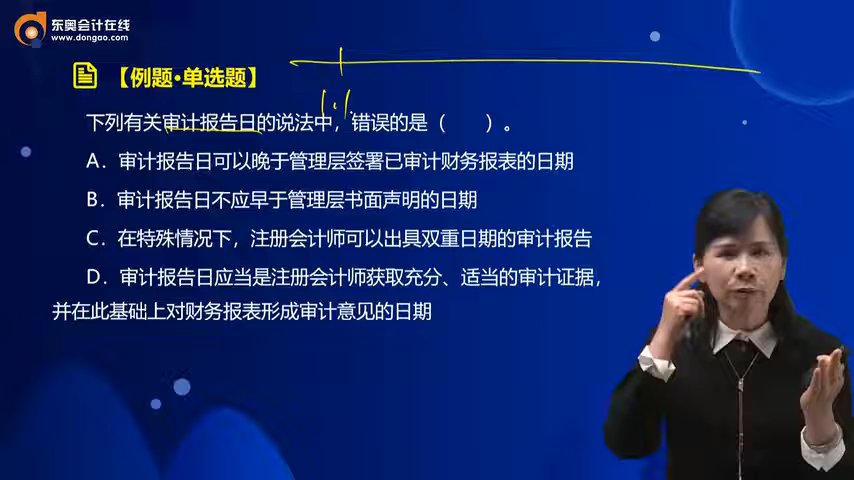 东奥会计在线
www.dongao.com
【例题·单选题】
1.1.
下列有关审计报告日的说法中，错误的是（　　）。
A．审计报告日可以晚于管理层签署已审计财务报表的日期
B．审计报告日不应早于管理层书面声明的日期
C．在特殊情况下，注册会计师可以出具双重日期的审计报告
D．审计报告日应当是注册会计师获取充分、适当的审计证据，
并在此基础上对财务报表形成审计意见的日期